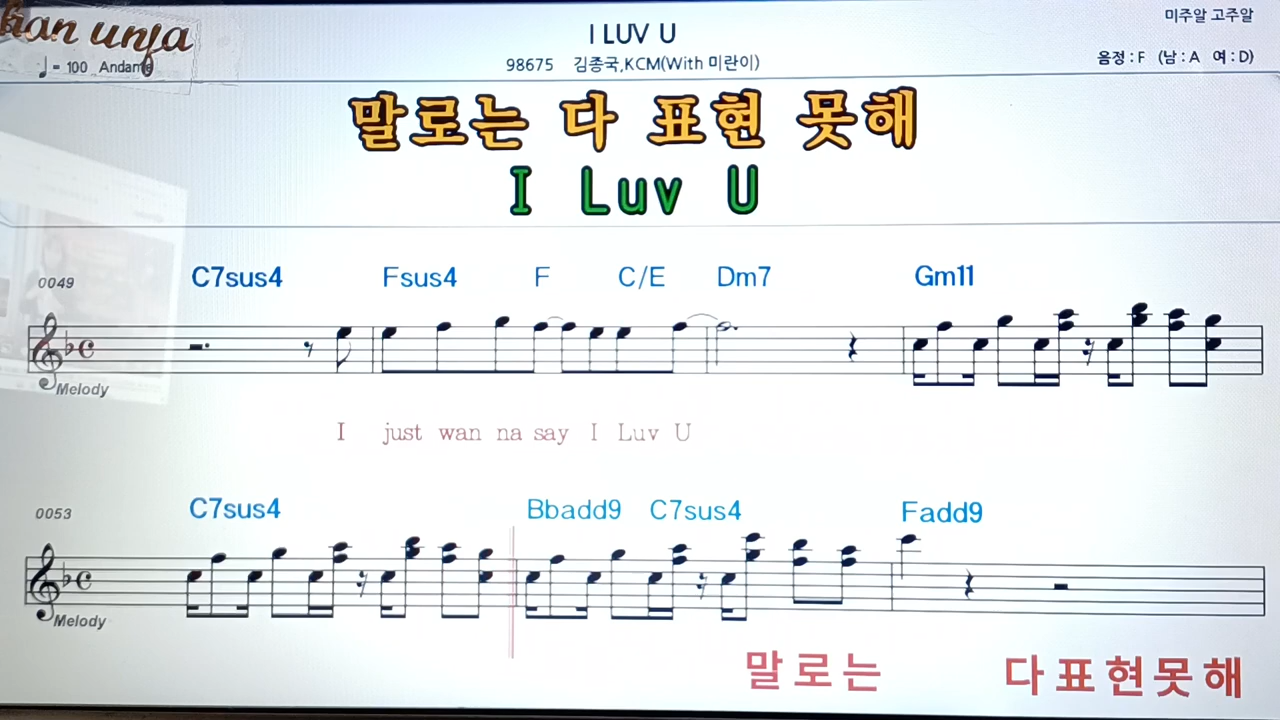 미주알 고주알
I LUV U
♩= 100 Andante
98675 김종국,KCM(With 미란이)
음정 : F (남 : A 여 : D)
말로는 다 표현 못해
I Luv U
0049 C7sus4 Fsus4 F C/E Dm7 Gm11
Melody
I just wan na say I Luv U
0053 C7sus4 Bbadd9 C7sus4 Fadd9
Melody
말로는 다표현못해